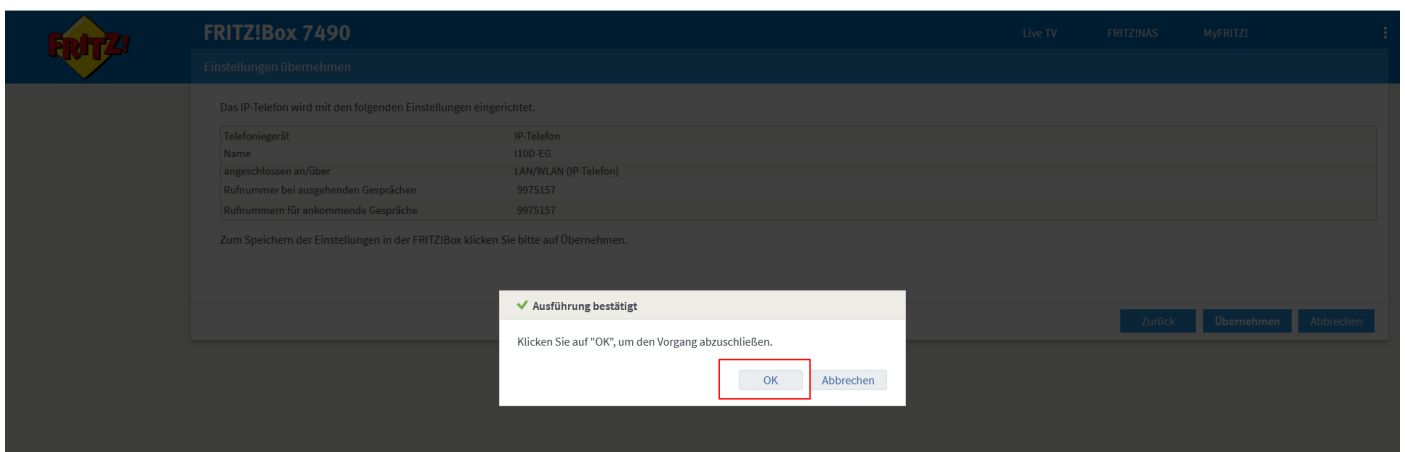 FRITZ!
FRITZ!Box 7490
Live TV FRITZ!NAS MyFRITZ!
Einstellungen übernehmen
Das IP-Telefon wird mit den folgenden Einstellungen eingerichtet.
Telefoniegerät IP-Telefon
Name I10D-EG
angeschlossen an/über LAN/WLAN (IP-Telefon)
Rufnummer bei ausgehenden Gesprächen 9975157
Rufnummern für ankommende Gespräche 9975157
Zum Speichern der Einstellungen in der FRITZ!Box klicken Sie bitte auf Übernehmen.
Ausführung bestätigt
Klicken Sie auf "OK", um den Vorgang abzuschließen.
OK Abbrechen
Zurück Übernehmen Abbrechen